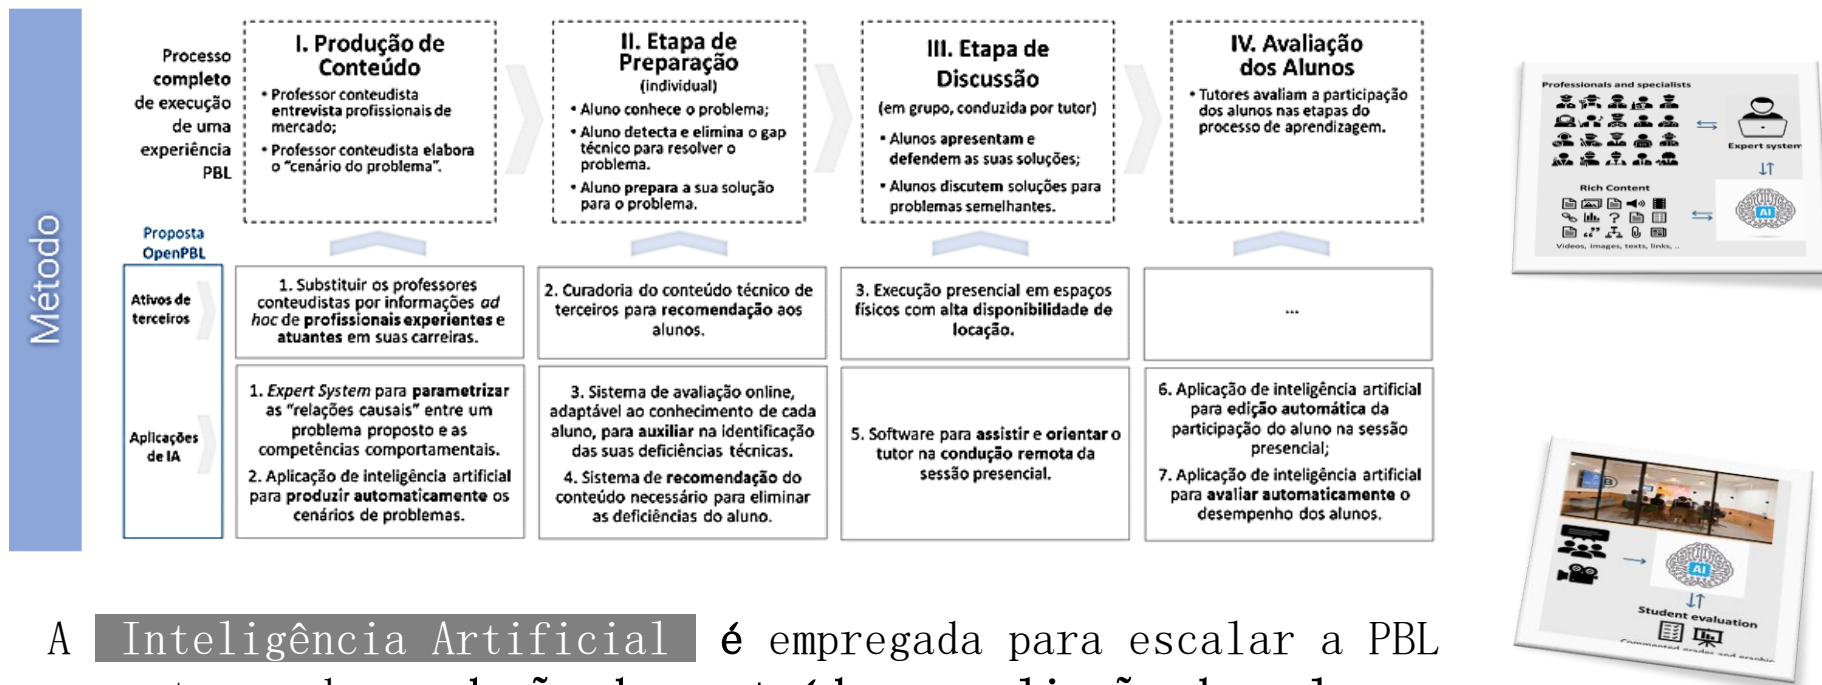 Método
Processo
completo
de execução
de uma
experiência
PBL
I. Produção de
Conteúdo
• Professor conteudista
entrevista profissionais de
mercado;
• Professor conteudista elabora
o “cenário do problema”.
II. Etapa de
Preparação
(individual)
• Aluno conhece o problema;
• Aluno detecta e elimina o gap
técnico para resolver o
problema.
• Aluno prepara a sua solução
para o problema.
III. Etapa de
Discussão
(em grupo, conduzida por tutor)
• Alunos apresentam e
defendem as suas soluções;
• Alunos discutem soluções para
problemas semelhantes.
IV. Avaliação
dos Alunos
• Tutores avaliam a participação
dos alunos nas etapas do
processo de aprendizagem.
Proposta
OpenPBL
Ativos de
terceiros
1. Substituir os professores
conteudistas por informações ad
hoc de profissionais experientes e
atuantes em suas carreiras.
2. Curadoria do conteúdo técnico de
terceiros para recomendação aos
alunos.
3. Execução presencial em espaços
físicos com alta disponibilidade de
locação.
...
Aplicações
de IA
1. Expert System para parametrizar
as “relações causais” entre um
problema proposto e as
competências comportamentais.
2. Aplicação de inteligência artificial
para produzir automaticamente os
cenários de problemas.
3. Sistema de avaliação online,
adaptável ao conhecimento de cada
aluno, para auxiliar na identificação
das suas deficiências técnicas.
4. Sistema de recomendação do
conteúdo necessário para eliminar
as deficiências do aluno.
5. Software para assistir e orientar o
tutor na condução remota da
sessão presencial.
6. Aplicação de inteligência artificial
para edição automática da
participação do aluno na sessão
presencial;
7. Aplicação de inteligência artificial
para avaliar automaticamente o
desempenho dos alunos.
Professionals and specialists
Expert system
Rich Content
AI
Videos, images, texts, links, ..
AI
Student evaluation
A Inteligência Artificial é empregada para escalar a PBL